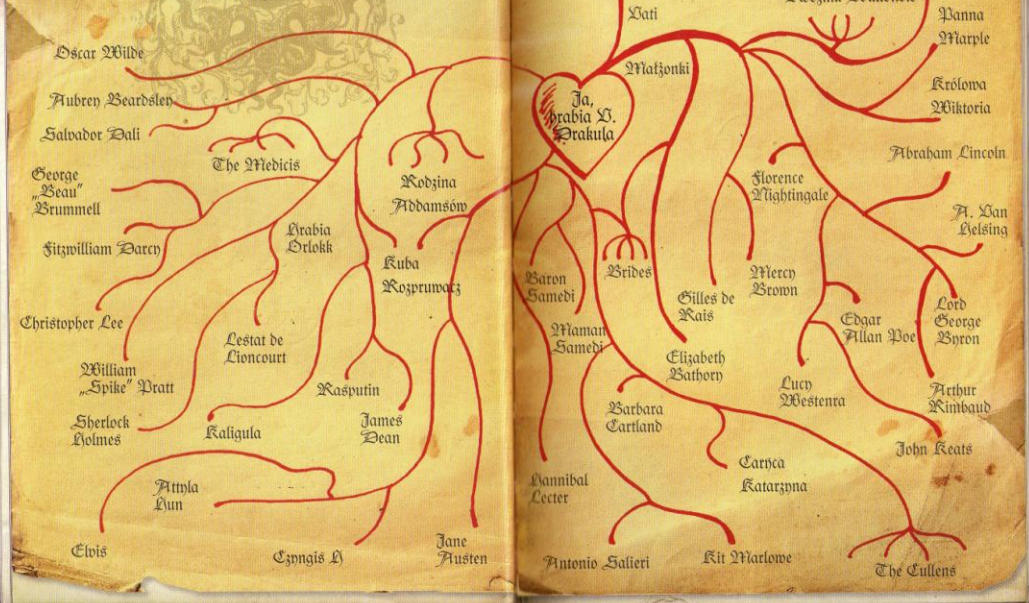 Vati
Panna
Marple
Oscar Wilde
Małżonki
Aubrey Beardsley
Ja,
hrabia V.
Drakula
Królowa
Wiktoria
Salvador Dali
The Medicis
Abraham Lincoln
George
„Beau”
Brummell
Rodzina
Addamsów
Florence
Nightingale
A. Van
Helsing
Fitzwilliam Darcy
Hrabia
Orlokk
Kuba
Rozpruwacz
Baron
Samedi
Brides
Mercy
Brown
Gilles de
Rais
Lord
George
Byron
Christopher Lee
Lestat de
Lioncourt
Maman
Samedi
Edgar
Allan Poe
William
„Spike” Pratt
Rasputin
Elizabeth
Bathory
Lucy
Westenra
Arthur
Rimbaud
Sherlock
Holmes
Kaligula
James
Dean
Barbara
Cartland
John Keats
Caryca
Katarzyna
Attyla
Hun
Hannibal
Lecter
Elvis
Czyngis H
Jane
Austen
Antonio Salieri
Kit Marlowe
The Cullens